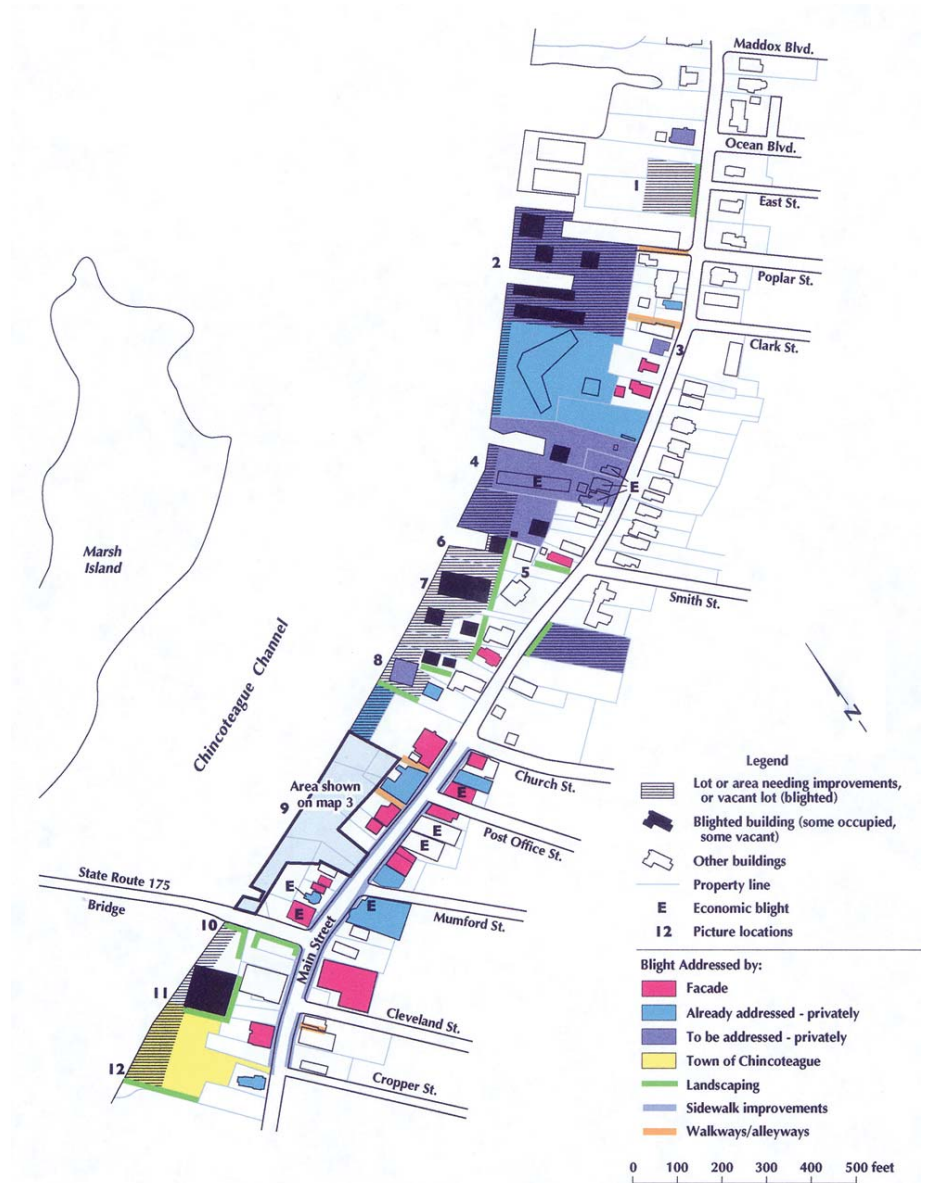 Maddox Blvd.
Ocean Blvd.
1
East St.
2
Poplar St.
3
Clark St.
4
E
E
6
5
Marsh
Island
7
Smith St.
8
Chincoteague Channel
N
Church St.
Area shown
on map 3
9
E
Post Office St.
E
E
State Route 175
Bridge
E
E
E
Mumford St.
10
Main Street
11
Cleveland St.
12
Cropper St.
Legend
Lot or area needing improvements,
or vacant lot (blighted)
Blighted building (some occupied,
some vacant)
Other buildings
Property line
E Economic blight
12 Picture locations
Blight Addressed by:
Facade
Already addressed - privately
To be addressed - privately
Town of Chincoteague
Landscaping
Sidewalk improvements
Walkways/alleyways
0 100 200 300 400 500 feet